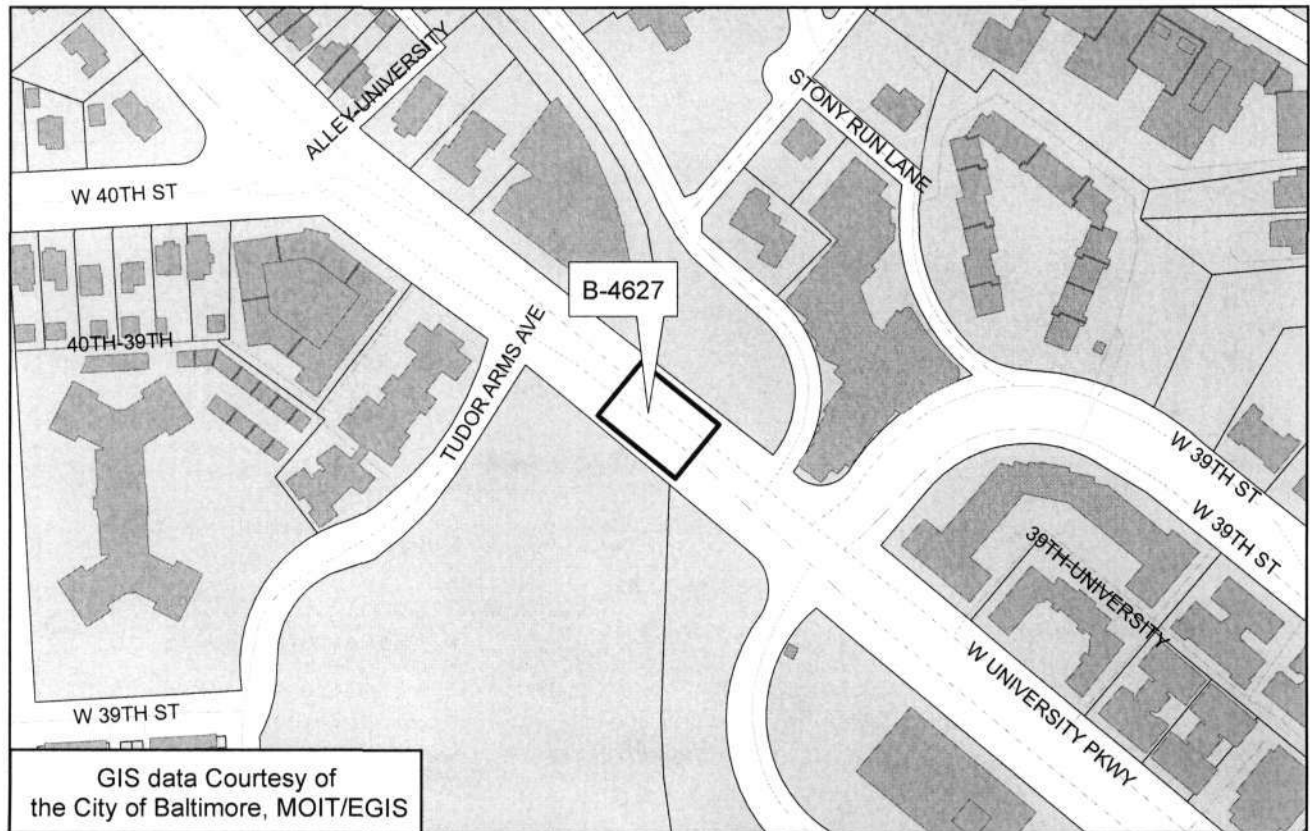 ALLEY-UNIVERSITY
STONY RUN LANE
W 40TH ST
B-4627
40TH-39TH
TUDOR ARMS AVE
W 39TH ST
W 39TH ST
39TH-UNIVERSITY
W UNIVERSITY PKWY
W 39TH ST
GIS data Courtesy of
the City of Baltimore, MOIT/EGIS